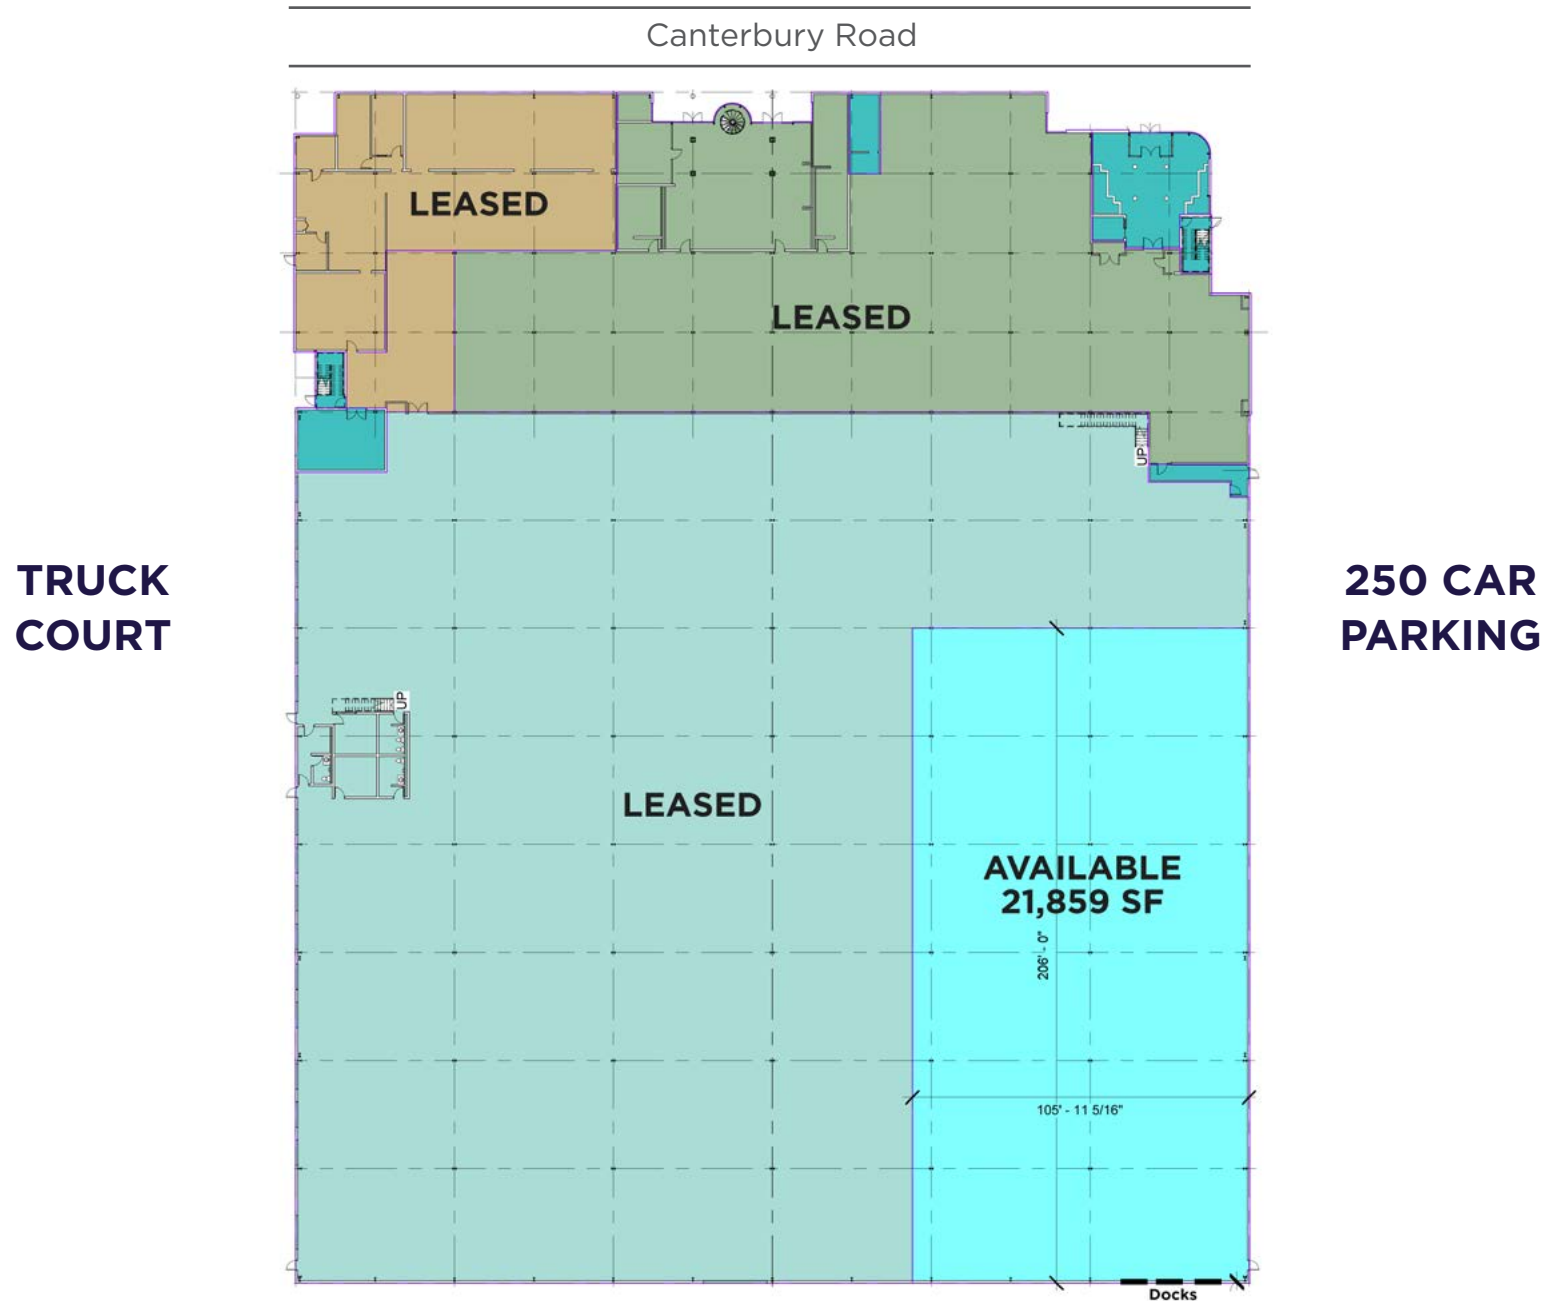 Canterbury Road
LEASED
LEASED
UP
TRUCK
COURT
250 CAR
PARKING
UP
LEASED
AVAILABLE
21,859 SF
206' - 0"
105' - 11 5/16"
Docks